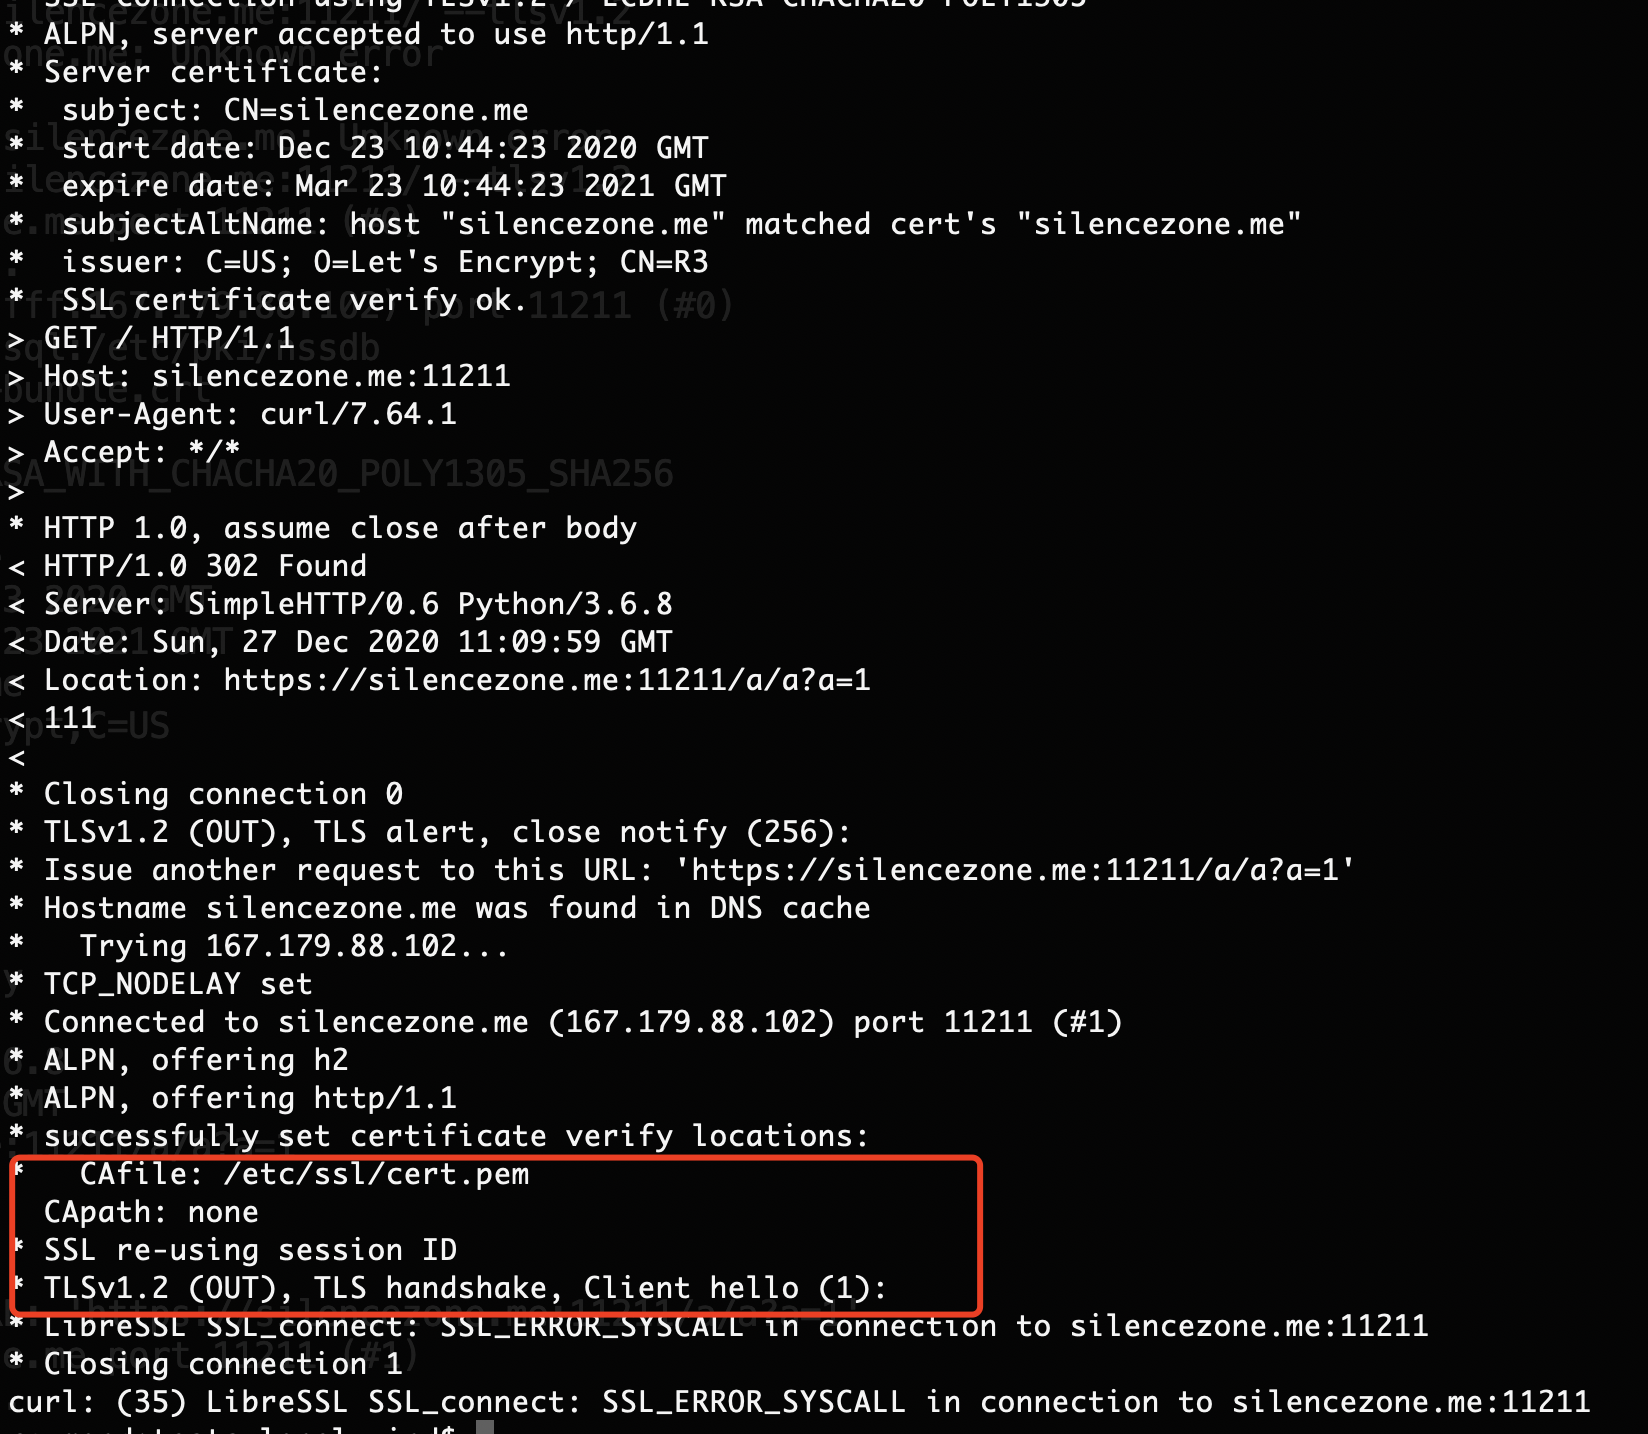 SSL connection using TLSv1.2 / ECDHE-RSA-CHACHA20-POLY1305
* ALPN, server accepted to use http/1.1
* Server certificate:
*  subject: CN=silencezone.me
*  start date: Dec 23 10:44:23 2020 GMT
*  expire date: Mar 23 10:44:23 2021 GMT
*  subjectAltName: host "silencezone.me" matched cert's "silencezone.me"
*  issuer: C=US; O=Let's Encrypt; CN=R3
*  SSL certificate verify ok.
> GET / HTTP/1.1
> Host: silencezone.me:11211
> User-Agent: curl/7.64.1
> Accept: */*
>
* HTTP 1.0, assume close after body
< HTTP/1.0 302 Found
< Server: SimpleHTTP/0.6 Python/3.6.8
< Date: Sun, 27 Dec 2020 11:09:59 GMT
< Location: https://silencezone.me:11211/a/a?a=1
< 111
<
* Closing connection 0
* TLSv1.2 (OUT), TLS alert, close notify (256):
* Issue another request to this URL: 'https://silencezone.me:11211/a/a?a=1'
* Hostname silencezone.me was found in DNS cache
*   Trying 167.179.88.102...
* TCP_NODELAY set
* Connected to silencezone.me (167.179.88.102) port 11211 (#1)
* ALPN, offering h2
* ALPN, offering http/1.1
* successfully set certificate verify locations:
*   CAfile: /etc/ssl/cert.pem
  CApath: none
* SSL re-using session ID
* TLSv1.2 (OUT), TLS handshake, Client hello (1):
* LibreSSL SSL_connect: SSL_ERROR_SYSCALL in connection to silencezone.me:11211
* Closing connection 1
curl: (35) LibreSSL SSL_connect: SSL_ERROR_SYSCALL in connection to silencezone.me:11211